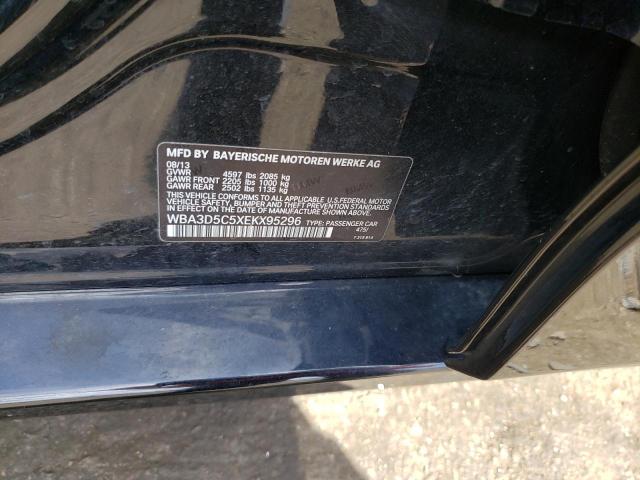 MFD BY BAYERISCHE MOTOREN WERKE AG
08/13
GVWR 4597 lbs 2085 kg
GAWR FRONT 2205 lbs 1000 kg
GAWR REAR 2502 lbs 1135 kg
THIS VEHICLE CONFORMS TO ALL APPLICABLE U.S.FEDERAL MOTOR
VEHICLE SAFETY, BUMPER AND THEFT PREVENTION STANDARDS IN
EFFECT ON THE DATE OF MANUFACTURE SHOWN ABOVE.
WBA3D5C5XEKX95296 TYPE: PASSENGER CAR
475/